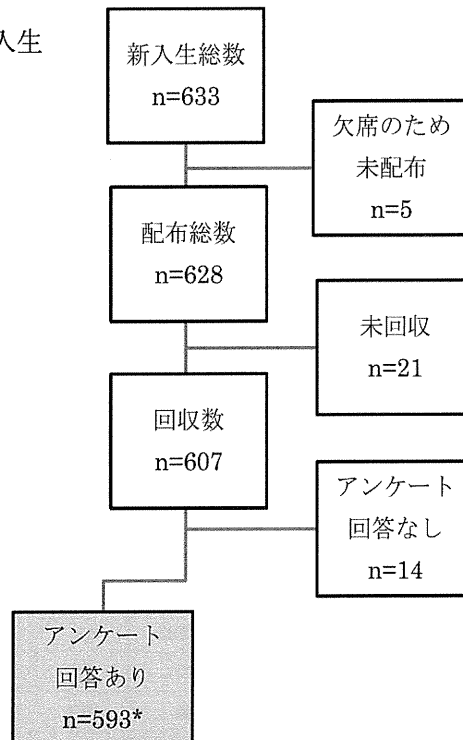 入生
新入生総数
n=633
欠席のため
未配布
n=5
配布総数
n=628
未回収
n=21
回収数
n=607
アンケート
回答なし
n=14
アンケート
回答あり
n=593*